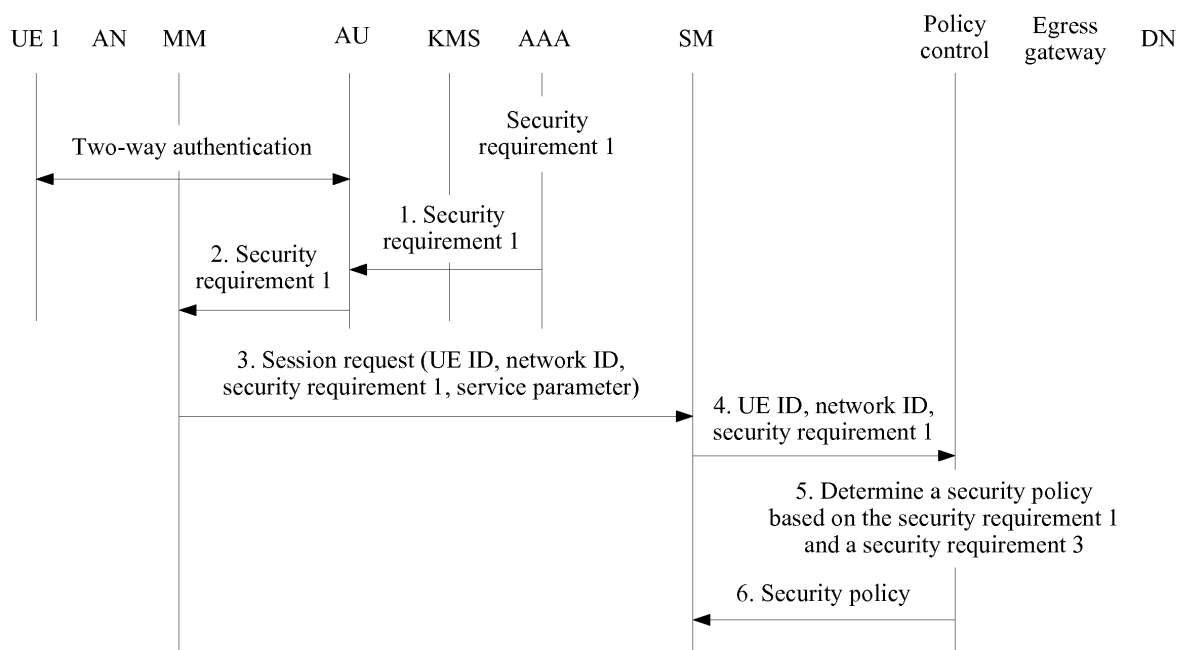 UE 1
AN
MM
AU
KMS
AAA
SM
Policy
control
Egress
gateway
DN
Security
requirement 1
Two-way authentication
1. Security
requirement 1
2. Security
requirement 1
3. Session request (UE ID, network ID,
security requirement 1, service parameter)
4. UE ID, network ID,
security requirement 1
5. Determine a security policy
based on the security requirement 1
and a security requirement 3
6. Security policy